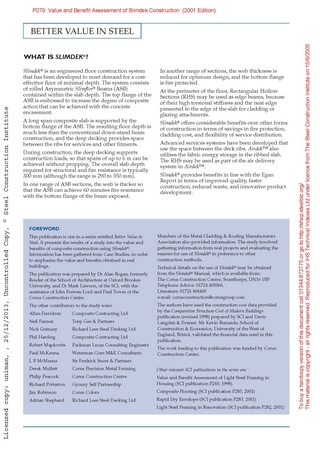 P279: Value and Benefit Assessment of Slimdek Construction (2001 Edition)
BETTER VALUE IN STEEL
WHAT IS SLIMDEK®?
Slimdek® is an engineered floor construction system
that has been developed to meet demand for a cost-
effective floor of minimal depth. The system consists
of rolled Asymmetric Slimflor® Beams (ASB)
contained within the slab depth. The top flange of the
ASB is embossed to increase the degree of composite
action that can be achieved with the concrete
encasement.
A long span composite slab is supported by the
bottom flange of the ASB. The resulting floor depth is
much less than the conventional down-stand beam
construction, and the deep decking provides space
between the ribs for services and other fitments.
During construction, the deep decking supports
construction loads, so that spans of up to 6 m can be
achieved without propping. The overall slab depth
required for structural and fire resistance is typically
300 mm (although the range is 290 to 350 mm).
In one range of ASB sections, the web is thicker so
that the ASB can achieve 60 minutes fire resistance
with the bottom flange of the beam exposed.
In another range of sections, the web thickness is
reduced for optimum design, and the bottom flange
is fire protected.
At the perimeter of the floor, Rectangular Hollow
Sections (RHS) may be used as edge beams, because
of their high torsional stiffness and the neat edge
presented to the edge of the slab for cladding or
glazing attachments.
Slimdek® offers considerable benefits over other forms
of construction in terms of savings in fire protection,
cladding cost, and flexibility of service distribution.
Advanced services systems have been developed that
use the space between the deck ribs. Airdek™ also
utilises the fabric energy storage in the ribbed slab.
The RHS may be used as part of the air delivery
system in Airdek™.
Slimdek® provides benefits in line with the Egan
Report in terms of improved quality, faster
construction, reduced waste, and innovative product
development.
FOREWORD
This publication is one in a series entitled Better Value in
Steel. It presents the results of a study into the value and
benefits of composite construction using Slimdek®.
Information has been gathered from Case Studies, in order
to emphasise the value and benefits obtained in real
buildings.
The publication was prepared by Dr Alan Rogan, formerly
Reader of the School of Architecture at Oxford Brookes
University, and Dr Mark Lawson, of the SCI, with the
assistance of John Dowson Lord and Paul Towns of the
Corus Construction Centre.
The other contributors to the study were:
Allan Davidson Composite Contracting Ltd
Neil Farmer Tony Gee & Partners
Nick Grancey Richard Lees Steel Decking Ltd
Phil Harding Composite Contracting Ltd
Robert Mapkovits Packman Lucas Consulting Engineers
Paul McKenna Waterman Gore M&E Consultants
I. R McManus Sir Frederick Snow & Partners
Derek Mullett Corus Precision Metal Forming
Philip Peacock Corus Construction Centre
Richard Potterton Gpoury Self Partnership
Jim Robinson Corus Colors
Adrian Shepherd Richard Lees Steel Decking Ltd
Members of the Metal Cladding & Roofing Manufacturers
Association also provided information. The study involved
gathering information from real projects and evaluating the
reasons for use of Slimdek® in preference to other
construction methods.
Technical details on the use of Slimdek® may be obtained
from the Slimdek® Manual, which is available from:
The Corus Construction Centre, Scunthorpe, DN16 1BP
The authors have used the construction cost data provided
by the Comparative Structure Cost of Modern Buildings
publication (revised 1998) prepared by SCI and Davis
Langdon & Everest. Mr Kevin Burnside, School of
Construction & Economics, University of the West of
England, Bristol, validated the financial data used in this
publication.
The work leading to this publication was funded by Corus
Construction Centre.
Other relevant SCI publications in the series are:
Value and Benefit Assessment of Light Steel Framing in
Housing (SCI publication P260, 1998).
Composite Flooring (SCI publication P285, 2001)
Rapid Dry Envelope (SCI publication P283, 2001)
Light Steel Framing in Renovation (SCI publication P282, 2001)
Licensed copy: uniman, , 25/12/2011, Uncontrolled Copy, © Steel Construction Institute
To buy a hardcopy version of this document call 01344 872775 or go to http://shop.steelbiz.org/
This material is copyright - all rights reserved. Reproduced for IHS Technical Indexes Ltd under licence from The Steel Construction Institute on 15/8/2005